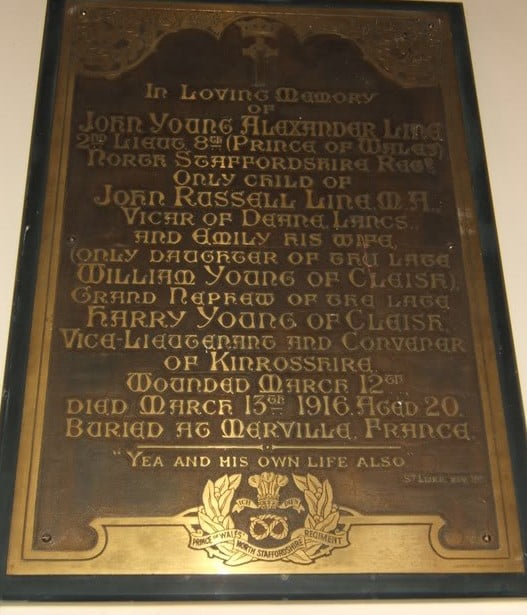 In Loving Memory
of
John Young Alexander Line
2nd Lieut. 8th (Prince of Wales)
North Staffordshire Regt.
Only child of
John Russell Line, M.A.,
Vicar of Deane, Lancs.,
and Emily his wife,
(only daughter of the late
William Young of Cleish),
Grand Nephew of the late
Harry Young of Cleish,
Vice-Lieutenant and Convener
of Kinrosshire.
Wounded March 12th
died March 13th 1916. Aged 20.
Buried at Merville, France.
"Yea and his own life also"
St Luke,
ICH DIEN
PRINCE OF WALES'
NORTH STAFFORDSHIRE
REGIMENT